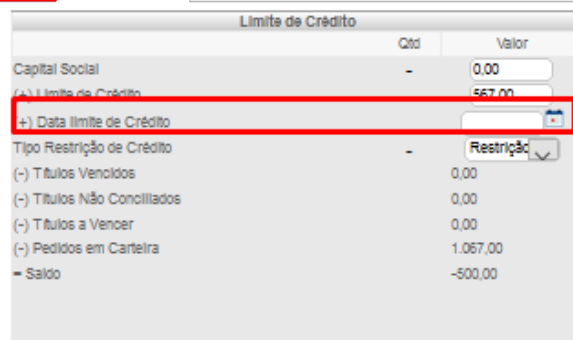 Limite de Crédito
Qtd Valor
Capital Social - 0,00
(+) Limite de Crédito 567,00
(+) Data limite de Crédito
Tipo Restrição de Crédito - Restrição
(-) Títulos Vencidos 0,00
(-) Títulos Não Conciliados 0,00
(-) Títulos a Vencer 0,00
(-) Pedidos em Carteira 1.067,00
= Saldo -500,00